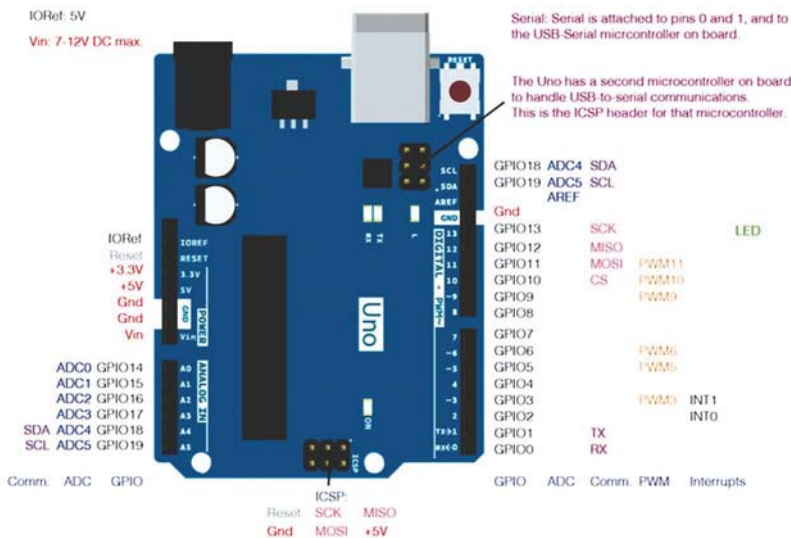 IORef: 5V
Vin: 7-12V DC max.
Serial: Serial is attached to pins 0 and 1, and to
the USB-Serial micrcontroller on board.
The Uno has a second microcontroller on board
to handle USB-to-serial communications.
This is the ICSP header for that microcontroller.
RESET
SCL GPIO18 ADC4 SDA
SDA GPIO19 ADC5 SCL
AREF AREF
GND Gnd
13 GPIO13 SCK LED
12 GPIO12 MISO
~11 GPIO11 MOSI PWM11
~10 GPIO10 CS PWM10
~9 GPIO9 PWM9
8 GPIO8
7 GPIO7
~6 GPIO6 PWM6
~5 GPIO5 PWM5
4 GPIO4
~3 GPIO3 PWM3 INT1
2 GPIO2 INT0
TX→1 GPIO1 TX
RX←0 GPIO0 RX
GPIO ADC Comm. PWM Interrupts
RX TX L
DIGITAL - PWM~
Uno
ON
ICSP
IORef IOREF
Reset RESET
+3.3V 3.3V
+5V 5V
Gnd GND
Gnd
Vin Vin
POWER
ADC0 GPIO14 A0
ADC1 GPIO15 A1
ADC2 GPIO16 A2
ADC3 GPIO17 A3
SDA ADC4 GPIO18 A4
SCL ADC5 GPIO19 A5
ANALOG IN
Comm. ADC GPIO
ICSP:
Reset SCK MISO
Gnd MOSI +5V